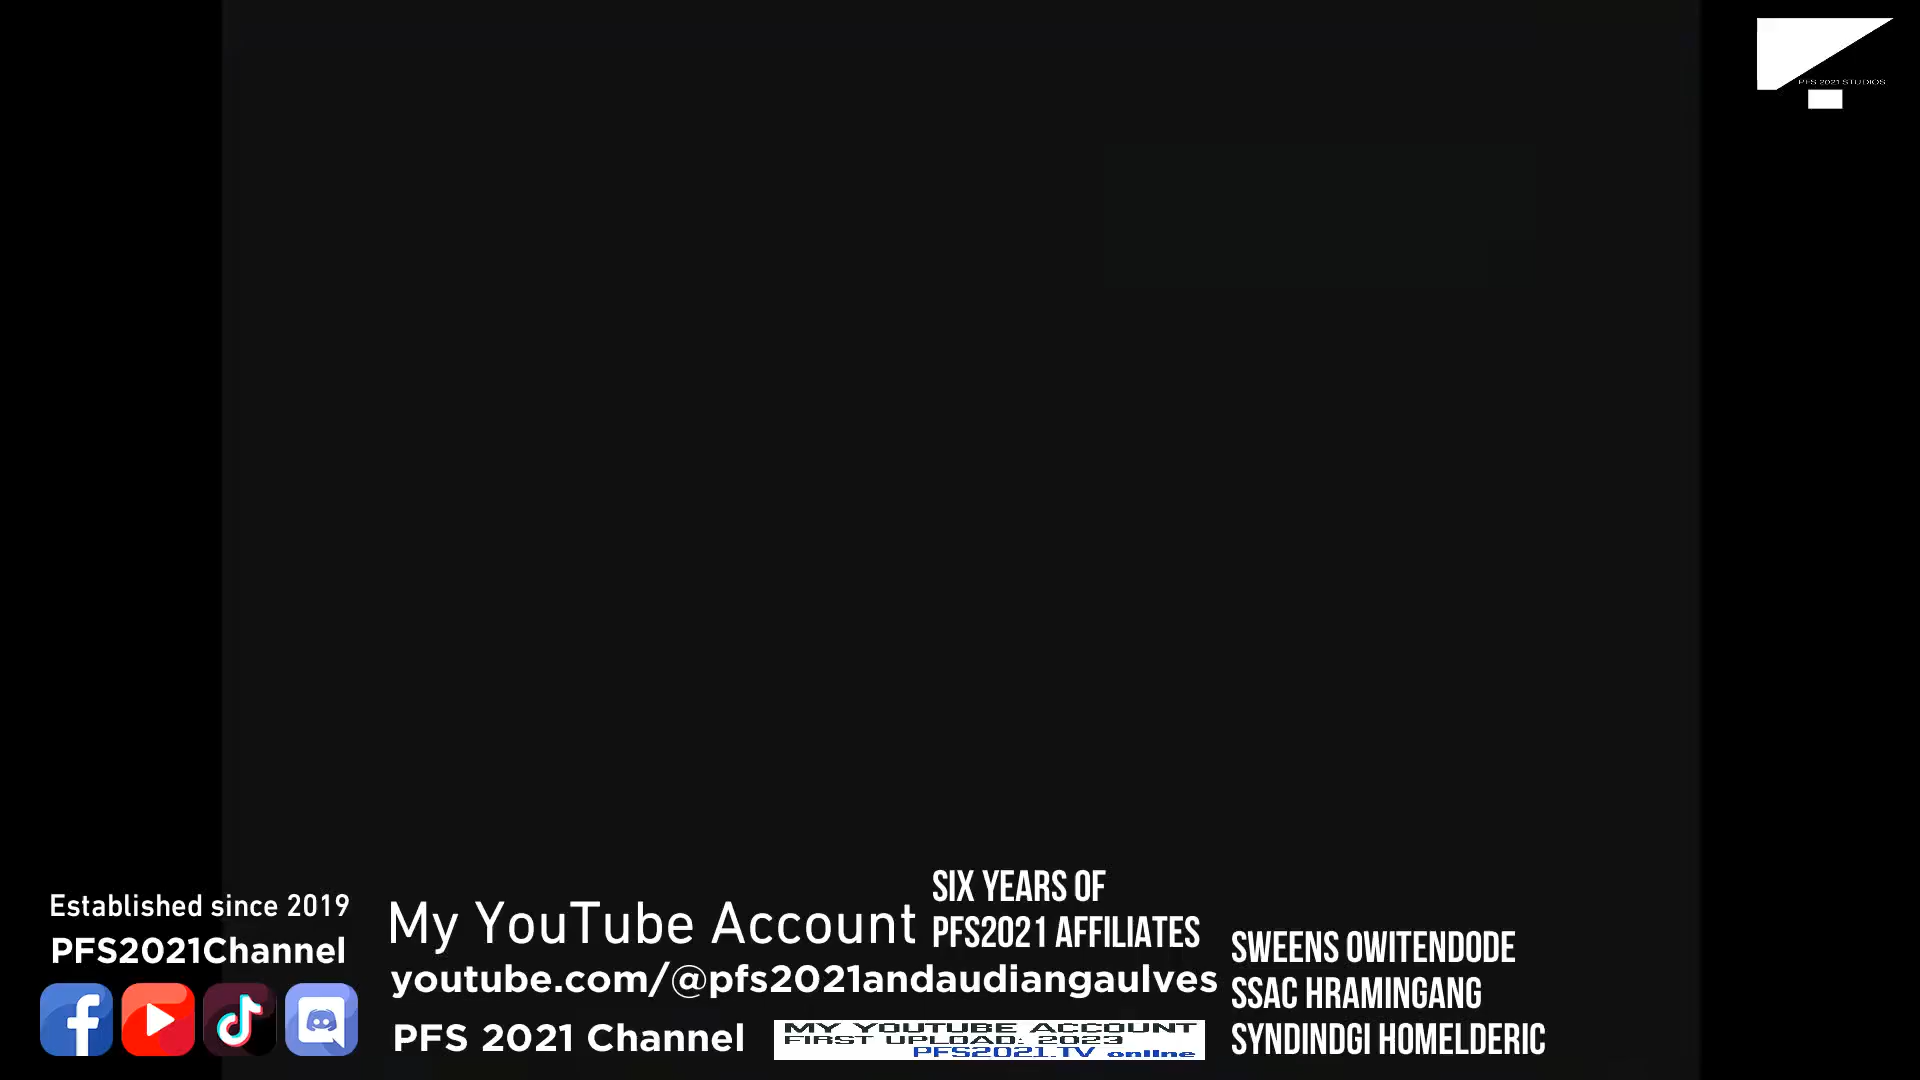 PFS 2021 STUDIOS
Established since 2019
PFS2021Channel
My YouTube Account
youtube.com/@pfs2021andaudiangaulves
PFS 2021 Channel
SIX YEARS OF
PFS2021 AFFILIATES
MY YOUTUBE ACCOUNT
FIRST UPLOAD: 2023
PFS2021.TV online
SWEENS OWITENDODE
SSAC HRAMINGANG
SYNDINDGI HOMELDERIC